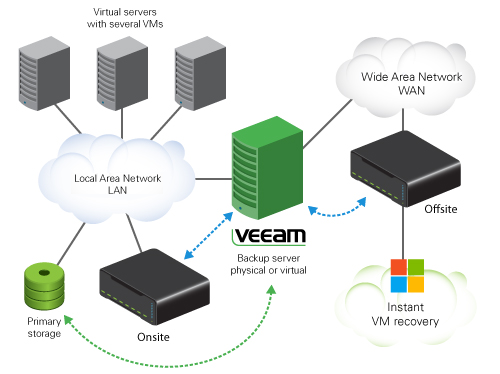 Virtual servers
with several VMs
Wide Area Network
WAN
Local Area Network
LAN
Offsite
VEEAM
Backup server
physical or virtual
Primary
storage
Onsite
Instant
VM recovery